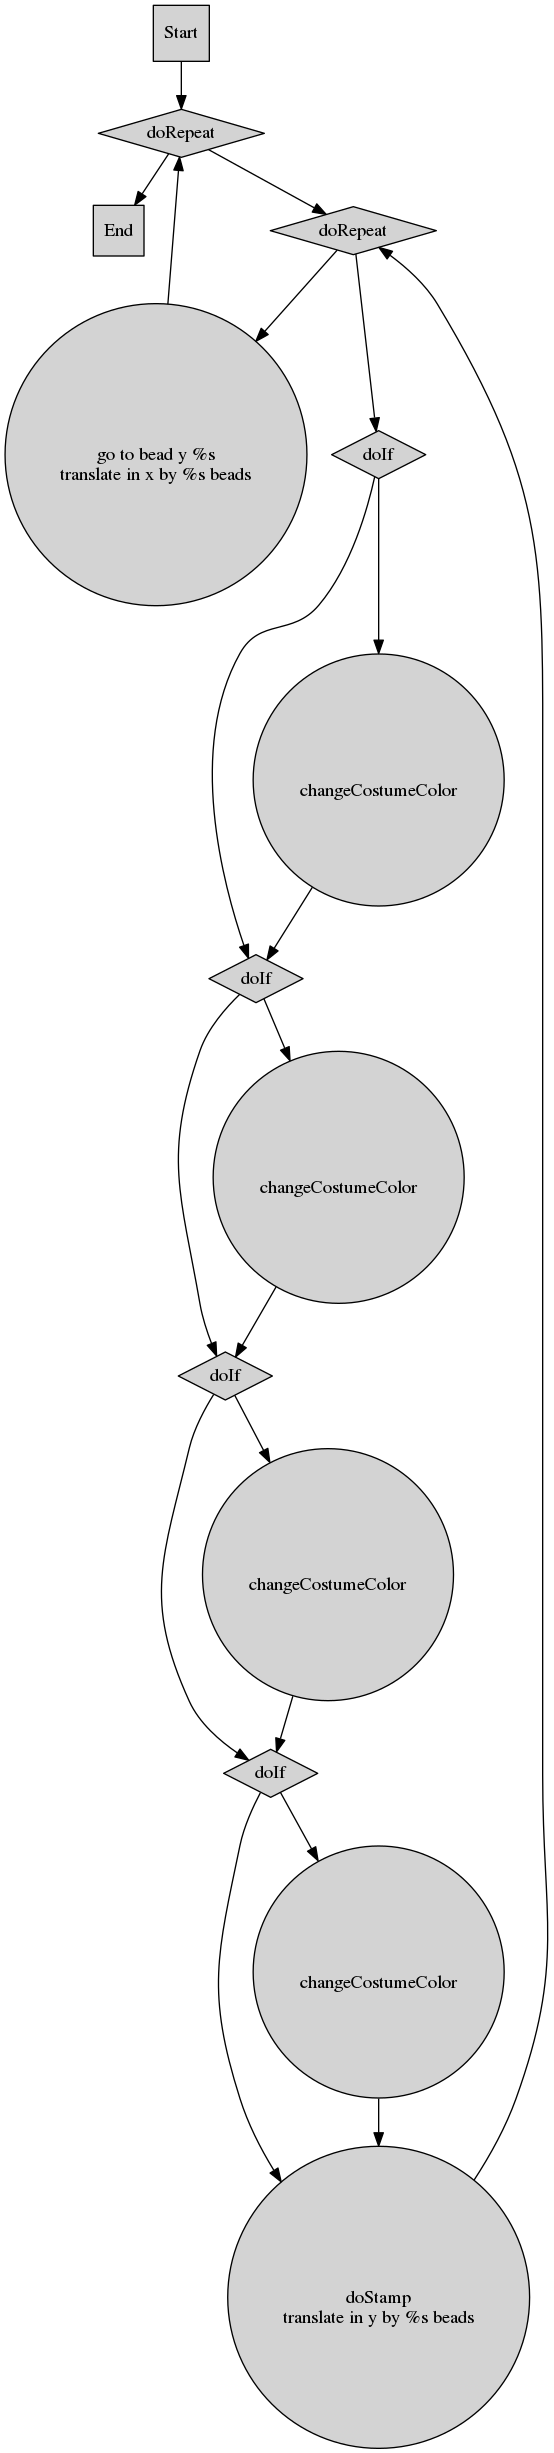 Start
doRepeat
End
doRepeat
go to bead y %s
translate in x by %s beads
doIf
changeCostumeColor
doIf
changeCostumeColor
doIf
changeCostumeColor
doIf
changeCostumeColor
doStamp
translate in y by %s beads